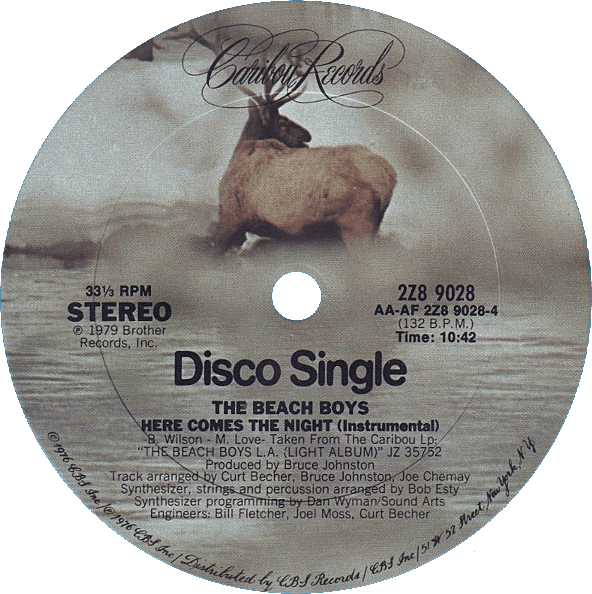 Caribou Records
33⅓ RPM
STEREO
℗ 1979 Brother
Records, Inc.
2Z8 9028
AA-AF 2Z8 9028-4
(132 B.P.M.)
Time: 10:42
Disco Single
THE BEACH BOYS
HERE COMES THE NIGHT (Instrumental)
B. Wilson - M. Love- Taken From The Caribou Lp;
"THE BEACH BOYS L.A. (LIGHT ALBUM)" JZ 35752
Produced by Bruce Johnston
Track arranged by Curt Becher, Bruce Johnston, Joe Chemay
Synthesizer, strings and percussion arranged by Bob Esty
Synthesizer programming by Dan Wyman/Sound Arts
Engineers: Bill Fletcher, Joel Moss, Curt Becher
©1976 CBS Inc/℗1976 CBS Inc/Distributed by CBS Records/CBS Inc/51 W 52 Street, New York, N.Y.